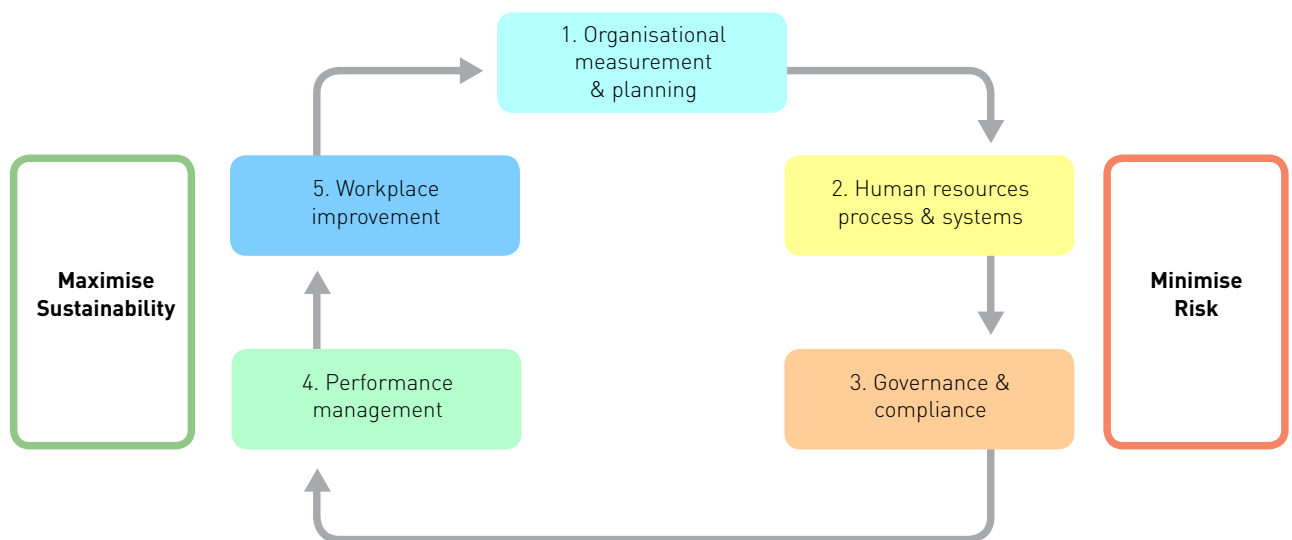 1. Organisational
measurement
& planning
5. Workplace
improvement
2. Human resources
process & systems
Maximise
Sustainability
Minimise
Risk
4. Performance
management
3. Governance &
compliance